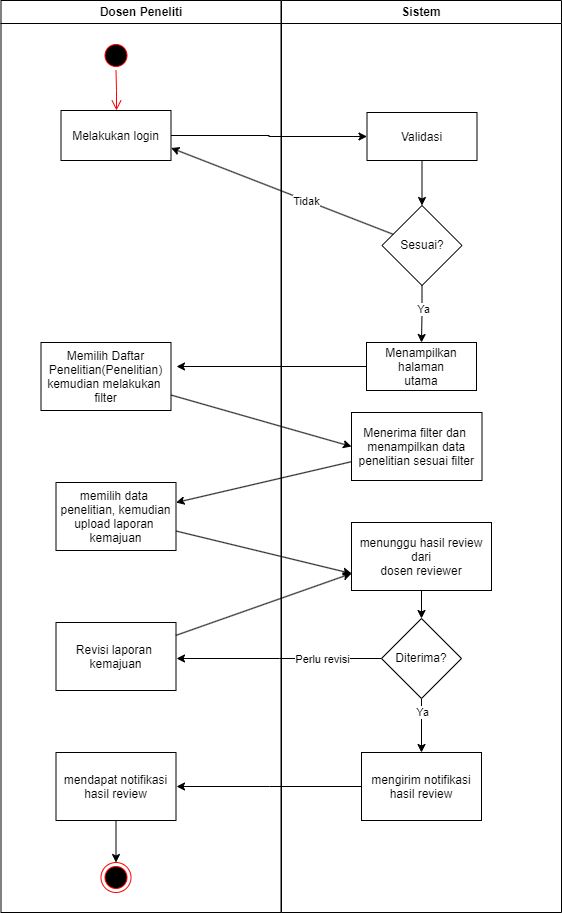 Dosen Peneliti
Sistem
Melakukan login
Validasi
Tidak
Sesuai?
Ya
Menampilkan
halaman
utama
Memilih Daftar
Penelitian(Penelitian)
kemudian melakukan
filter
Menerima filter dan
menampilkan data
penelitian sesuai filter
memilih data
penelitian, kemudian
upload laporan
kemajuan
menunggu hasil review
dari
dosen reviewer
Revisi laporan
kemajuan
Perlu revisi
Diterima?
Ya
mendapat notifikasi
hasil review
mengirim notifikasi
hasil review